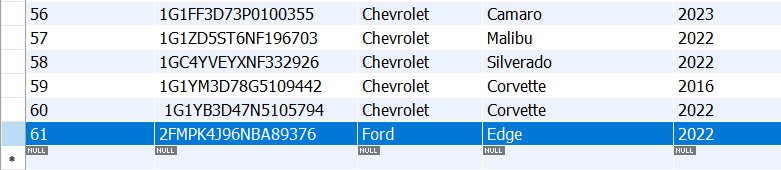 56 1G1FF3D73P0100355 Chevrolet Camaro 2023
57 1G1ZD5ST6NF196703 Chevrolet Malibu 2022
58 1GC4YVEYXNF332926 Chevrolet Silverado 2022
59 1G1YM3D78G5109442 Chevrolet Corvette 2016
60 1G1YB3D47N5105794 Chevrolet Corvette 2022
61 2FMPK4J96NBA89376 Ford Edge 2022
NULL NULL NULL NULL NULL